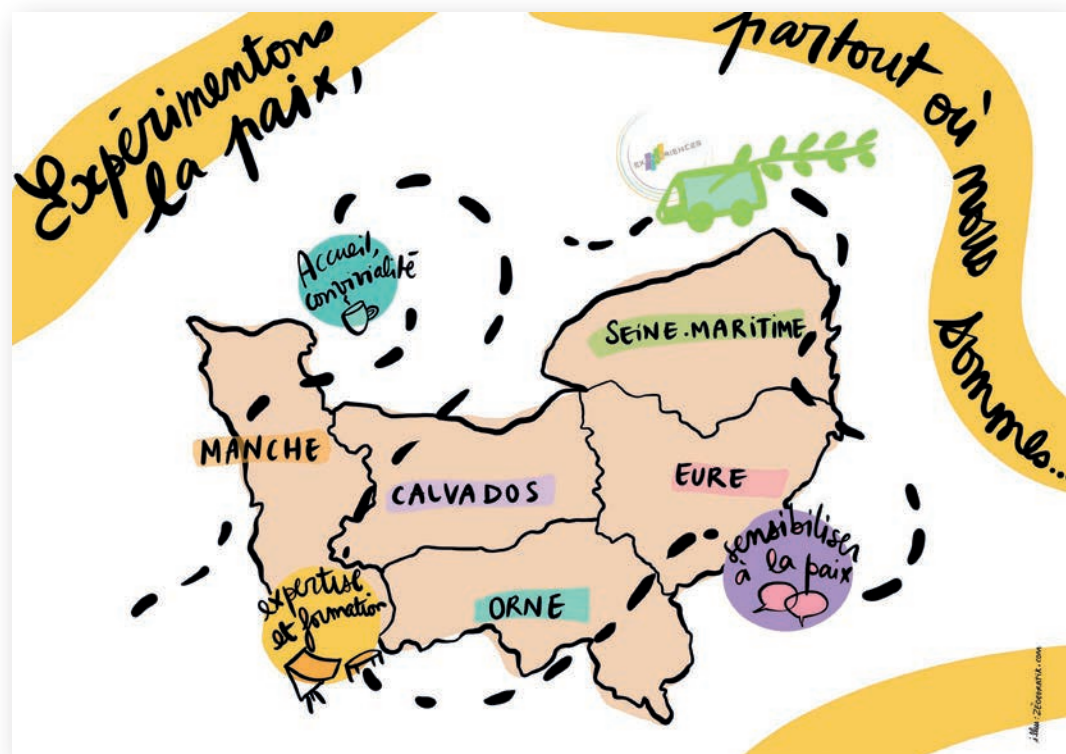 Expérimentons
la paix,
partout où nous sommes...
EXPÉRIENCES
Accueil,
convivialité
SEINE-MARITIME
MANCHE
CALVADOS
EURE
sensibiliser
à la paix
expertise
et formation
ORNE